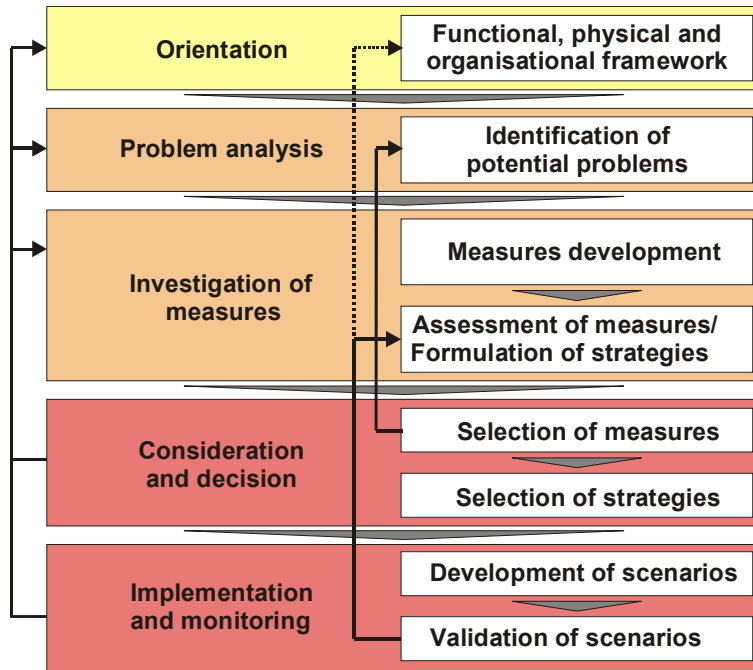 Orientation
Functional, physical and
organisational framework
Problem analysis
Identification of
potential problems
Investigation of
measures
Measures development
Assessment of measures/
Formulation of strategies
Consideration
and decision
Selection of measures
Selection of strategies
Implementation
and monitoring
Development of scenarios
Validation of scenarios